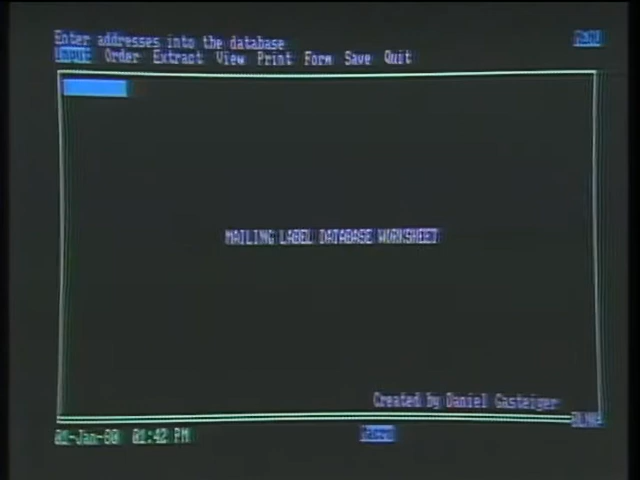 Enter addresses into the database MENU
INPUT Order Extract View Print Form Save Quit
MAILING LABEL DATABASE WORKSHEET
Created by Daniel Gasteiger
01-Jan-80 01:42 PM